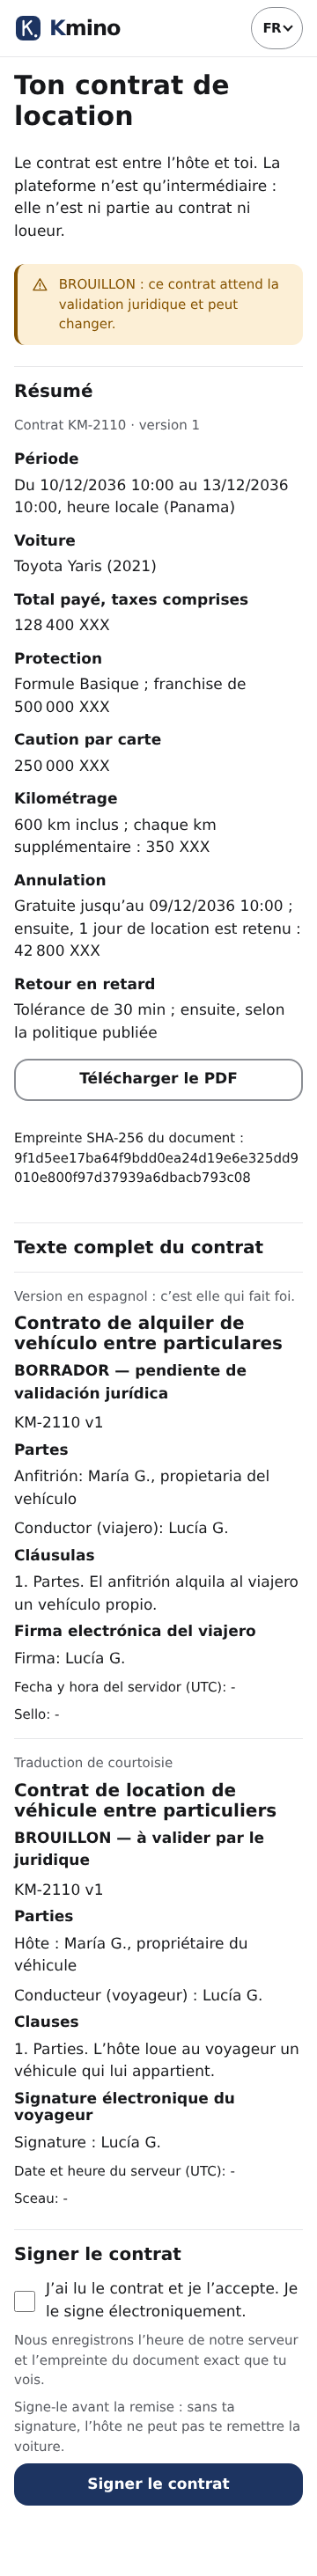 Kmino
FR
Ton contrat de
location
Le contrat est entre l’hôte et toi. La
plateforme n’est qu’intermédiaire :
elle n’est ni partie au contrat ni
loueur.
BROUILLON : ce contrat attend la
validation juridique et peut
changer.
Résumé
Contrat KM-2110 · version 1
Période
Du 10/12/2036 10:00 au 13/12/2036
10:00, heure locale (Panama)
Voiture
Toyota Yaris (2021)
Total payé, taxes comprises
128 400 XXX
Protection
Formule Basique ; franchise de
500 000 XXX
Caution par carte
250 000 XXX
Kilométrage
600 km inclus ; chaque km
supplémentaire : 350 XXX
Annulation
Gratuite jusqu’au 09/12/2036 10:00 ;
ensuite, 1 jour de location est retenu :
42 800 XXX
Retour en retard
Tolérance de 30 min ; ensuite, selon
la politique publiée
Télécharger le PDF
Empreinte SHA-256 du document :
9f1d5ee17ba64f9bdd0ea24d19e6e325dd9
010e800f97d37939a6dbacb793c08
Texte complet du contrat
Version en espagnol : c’est elle qui fait foi.
Contrato de alquiler de
vehículo entre particulares
BORRADOR — pendiente de
validación jurídica
KM-2110 v1
Partes
Anfitrión: María G., propietaria del
vehículo
Conductor (viajero): Lucía G.
Cláusulas
1. Partes. El anfitrión alquila al viajero
un vehículo propio.
Firma electrónica del viajero
Firma: Lucía G.
Fecha y hora del servidor (UTC): -
Sello: -
Traduction de courtoisie
Contrat de location de
véhicule entre particuliers
BROUILLON — à valider par le
juridique
KM-2110 v1
Parties
Hôte : María G., propriétaire du
véhicule
Conducteur (voyageur) : Lucía G.
Clauses
1. Parties. L’hôte loue au voyageur un
véhicule qui lui appartient.
Signature électronique du
voyageur
Signature : Lucía G.
Date et heure du serveur (UTC): -
Sceau: -
Signer le contrat
J’ai lu le contrat et je l’accepte. Je
le signe électroniquement.
Nous enregistrons l’heure de notre serveur
et l’empreinte du document exact que tu
vois.
Signe-le avant la remise : sans ta
signature, l’hôte ne peut pas te remettre la
voiture.
Signer le contrat